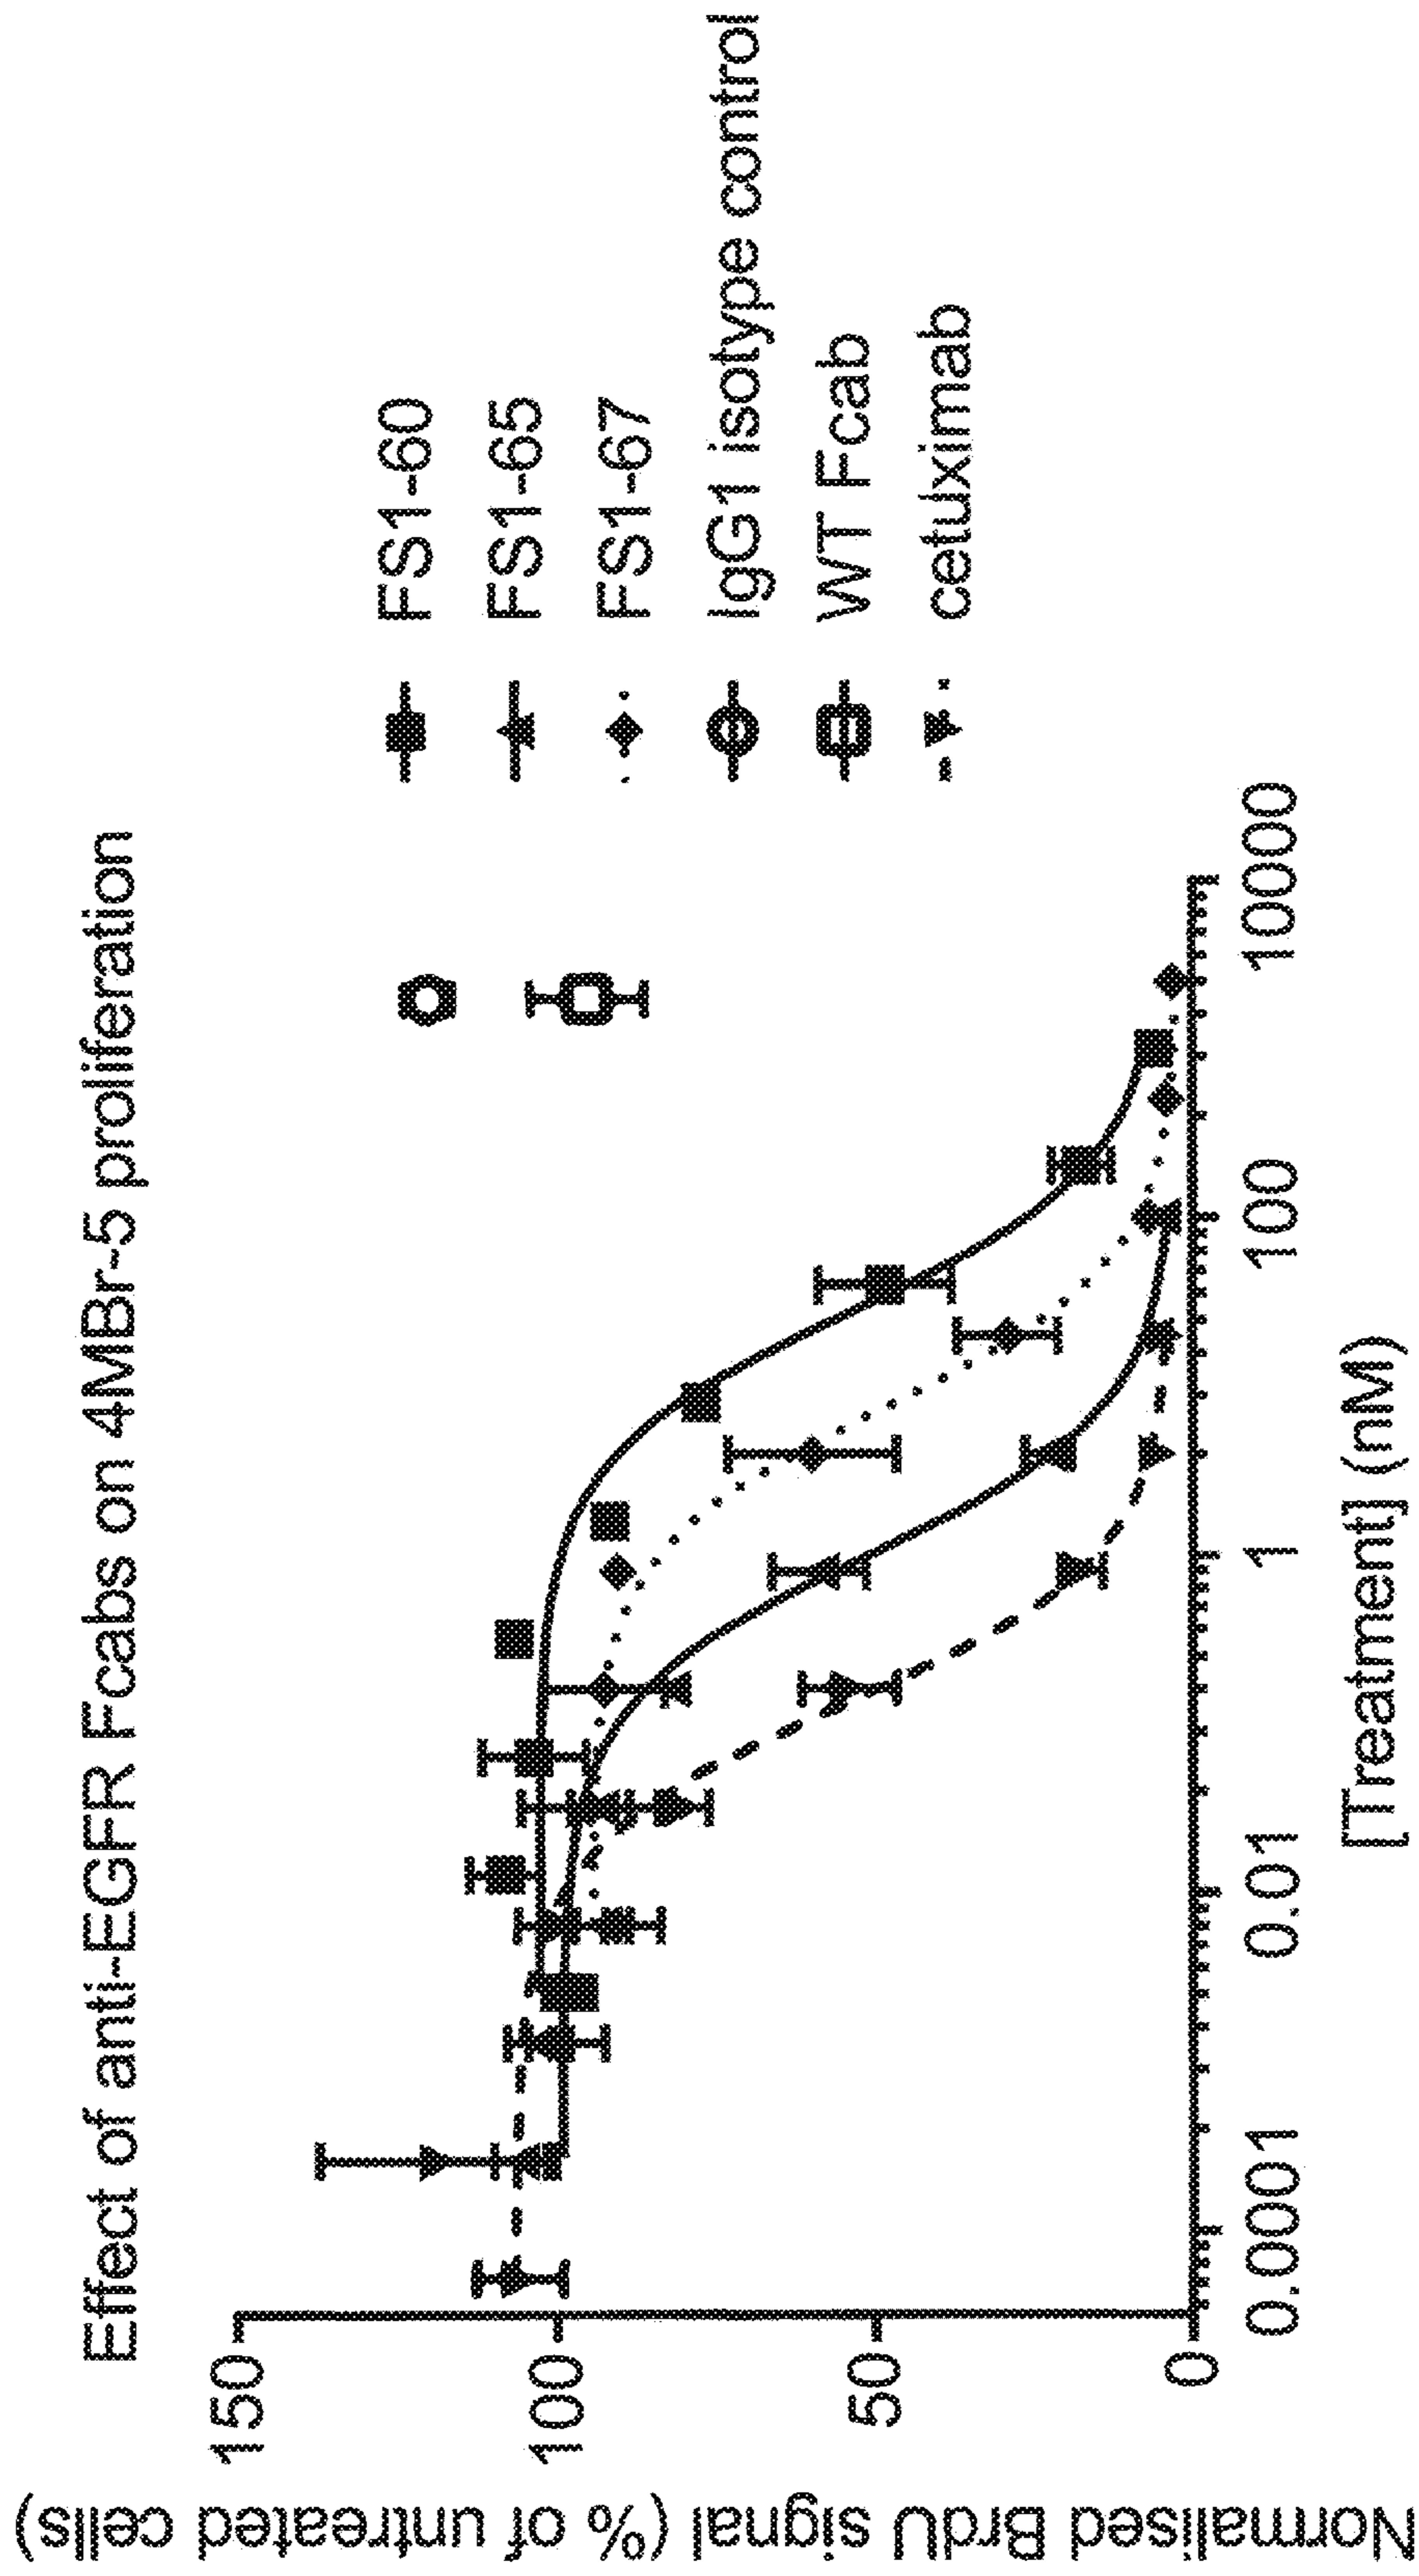 Effect of anti-EGFR Fcabs on 4MBr-5 proliferation
Normalised BrdU signal (% of untreated cells)
150
100
50
0
0.0001
0.01
1
100
10000
[Treatment] (nM)
FS1-60
FS1-65
FS1-67
IgG1 isotype control
WT Fcab
cetuximab